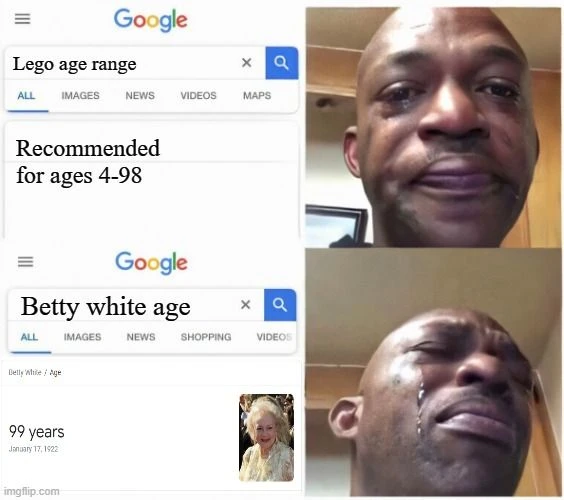 Google
Lego age range ×
ALL IMAGES NEWS VIDEOS MAPS
Recommended
for ages 4-98
Google
Betty white age ×
ALL IMAGES NEWS SHOPPING VIDEOS
Betty White / Age
99 years
January 17, 1922
imgflip.com